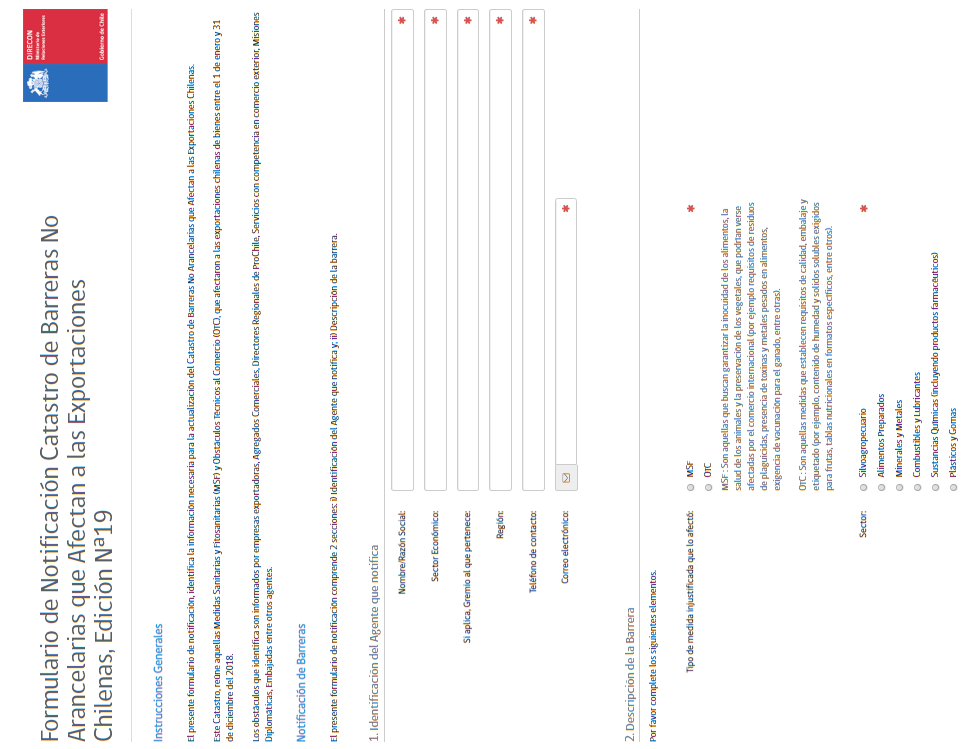 Formulario de Notificación Catastro de Barreras No
Arancelarias que Afectan a las Exportaciones
Chilenas, Edición Nª19
DIRECON
Ministerio de
Relaciones Exteriores
Gobierno de Chile
Instrucciones Generales
El presente formulario de notificación, identifica la información necesaria para la actualización del Catastro de Barreras No Arancelarias que Afectan a las Exportaciones Chilenas.
Este Catastro, reúne aquellas Medidas Sanitarias y Fitosanitarias (MSF) y Obstáculos Técnicos al Comercio (OTC), que afectaron a las exportaciones chilenas de bienes entre el 1 de enero y 31
de diciembre del 2018.
Los obstáculos que identifica son informados por empresas exportadoras, Agregados Comerciales, Directores Regionales de ProChile, Servicios con competencia en comercio exterior, Misiones
Diplomáticas, Embajadas entre otros agentes.
Notificación de Barreras
El presente formulario de notificación comprende 2 secciones: i) Identificación del Agente que notifica y; ii) Descripción de la barrera.
1. Identificación del Agente que notifica
Nombre/Razón Social:
Sector Económico:
Si aplica, Gremio al que pertenece:
Región:
Teléfono de contacto:
Correo electrónico:
2. Descripción de la Barrera
Por favor complete los siguientes elementos.
Tipo de medida injustificada que lo afectó:
MSF
OTC
MSF : Son aquellas que buscan garantizar la inocuidad de los alimentos, la
salud de los animales y la preservación de los vegetales, que podrían verse
afectadas por el comercio internacional (por ejemplo requisitos de residuos
de plaguicidas, presencia de toxinas y metales pesados en alimentos,
exigencia de vacunación para el ganado, entre otras).
OTC : Son aquellas medidas que establecen requisitos de calidad, embalaje y
etiquetado (por ejemplo, contenido de humedad y solidos solubles exigidos
para frutas, tablas nutricionales en formatos específicos, entre otros).
Sector:
Silvoagropecuario
Alimentos Preparados
Minerales y Metales
Combustibles y Lubricantes
Sustancias Químicas (incluyendo productos farmacéuticos)
Plásticos y Gomas